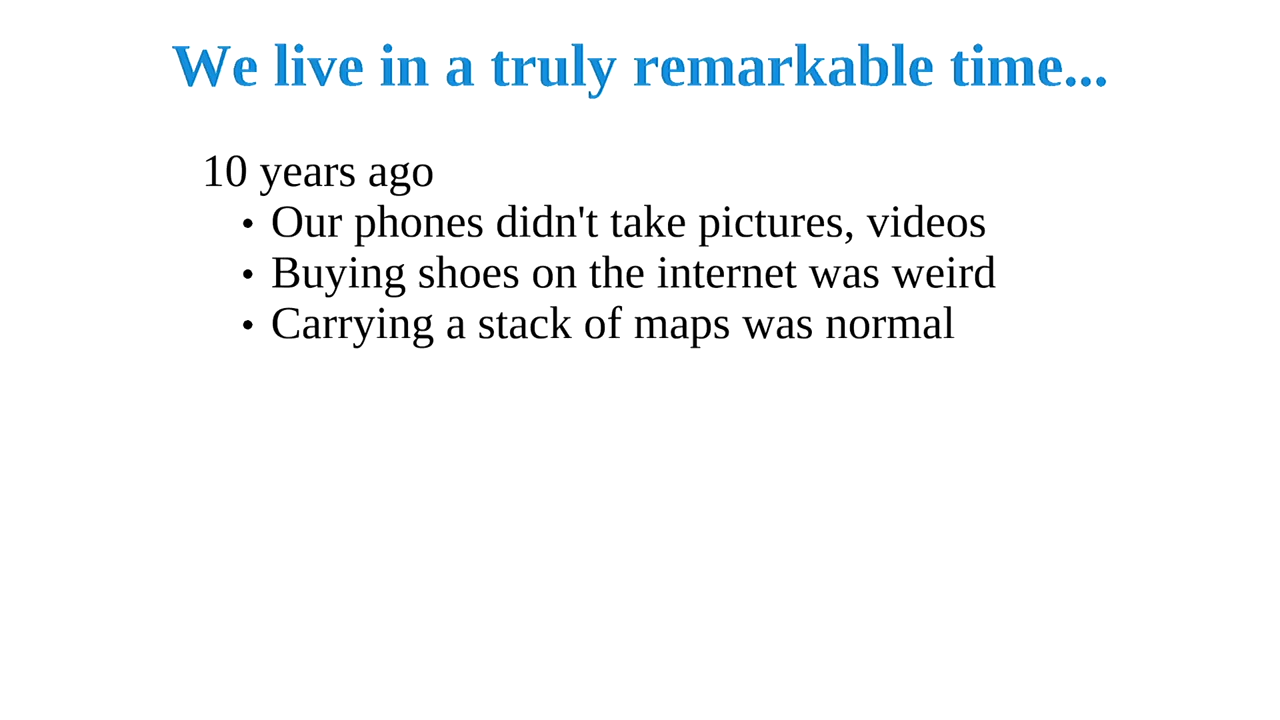 We live in a truly remarkable time...
10 years ago
• Our phones didn't take pictures, videos
• Buying shoes on the internet was weird
• Carrying a stack of maps was normal